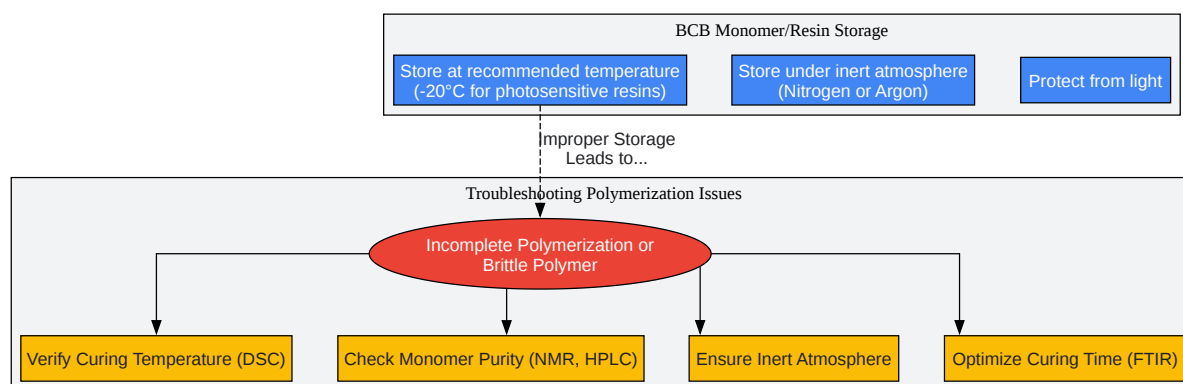 BCB Monomer/Resin Storage
Store at recommended temperature
(-20°C for photosensitive resins)
Store under inert atmosphere
(Nitrogen or Argon)
Protect from light
Improper Storage
Leads to...
Troubleshooting Polymerization Issues
Incomplete Polymerization or
Brittle Polymer
Verify Curing Temperature (DSC)
Check Monomer Purity (NMR, HPLC)
Ensure Inert Atmosphere
Optimize Curing Time (FTIR)